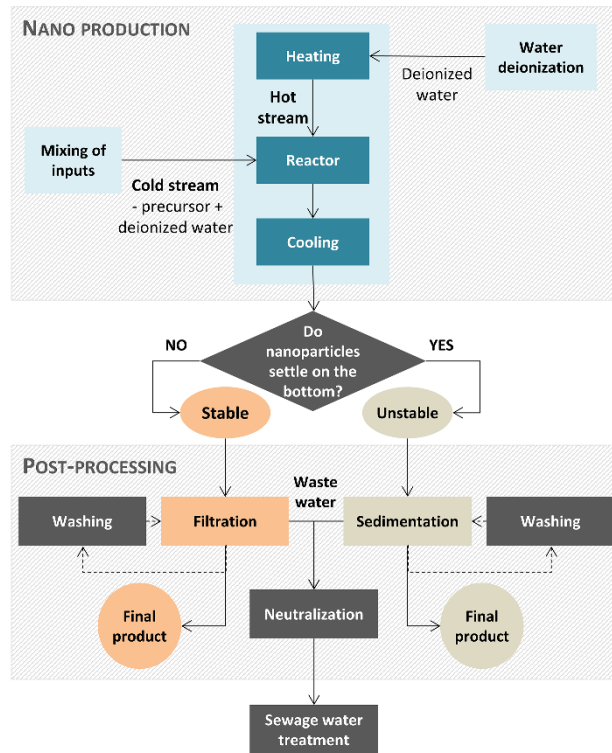 NANO PRODUCTION
Heating
Water
deionization
Deionized
water
Hot
stream
Mixing of
inputs
Reactor
Cold stream
- precursor +
deionized water
Cooling
Do
nanoparticles
settle on the
bottom?
NO
YES
Stable
Unstable
POST-PROCESSING
Waste
water
Washing
Filtration
Sedimentation
Washing
Final
product
Neutralization
Final
product
Sewage water
treatment